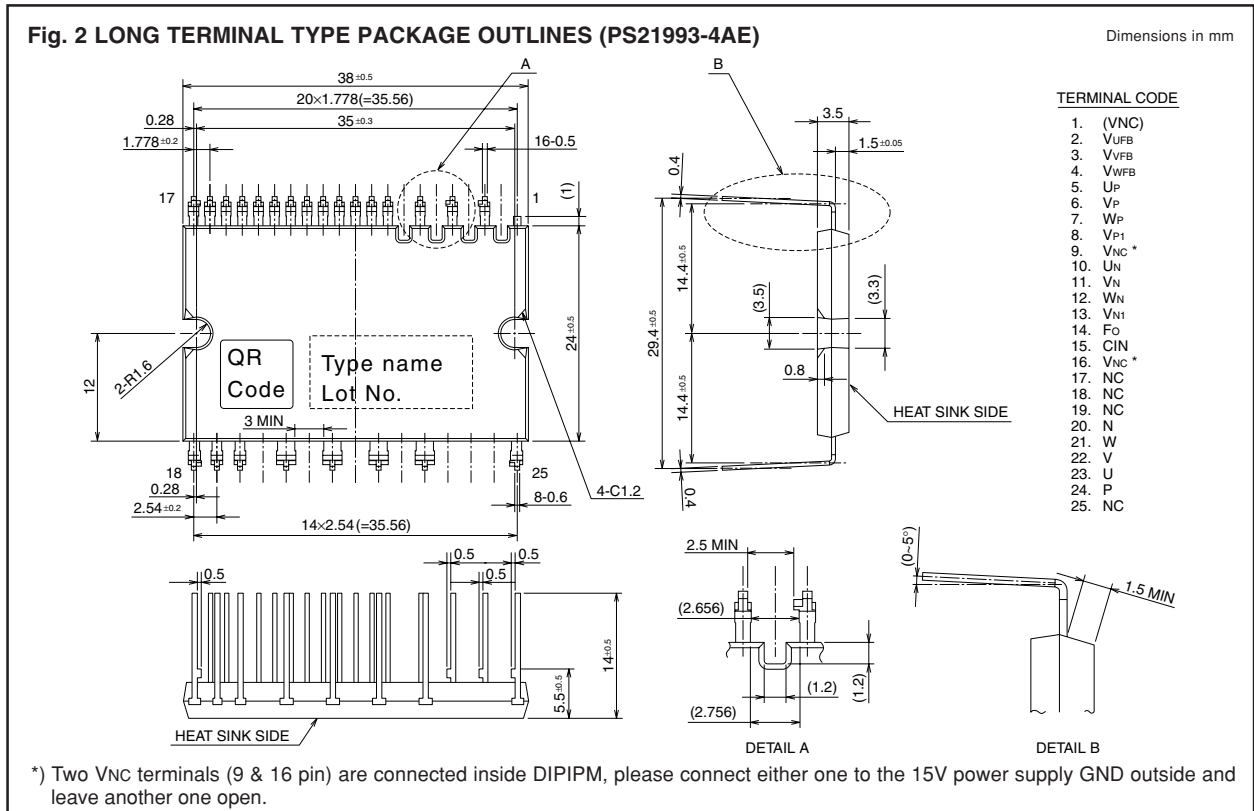 Fig. 2 LONG TERMINAL TYPE PACKAGE OUTLINES (PS21993-4AE)
Dimensions in mm
A
38±0.5
20×1.778(=35.56)
0.28
35±0.3
1.778±0.2
16-0.5
17
1
(1)
24±0.5
12
2-R1.6
QR
Code
Type name
Lot No.
3 MIN
18
25
0.28
2.54±0.2
14×2.54(=35.56)
8-0.6
4-C1.2
B
3.5
1.5±0.05
0.4
14.4±0.5
29.4±0.5
14.4±0.5
(3.5)
(3.3)
0.8
HEAT SINK SIDE
0.4
TERMINAL CODE
1. (VNC)
2. VUFB
3. VVFB
4. VWFB
5. UP
6. VP
7. WP
8. VP1
9. VNC *
10. UN
11. VN
12. WN
13. VN1
14. FO
15. CIN
16. VNC *
17. NC
18. NC
19. NC
20. N
21. W
22. V
23. U
24. P
25. NC
0.5
0.5
0.5
0.5
14±0.5
5.5±0.5
HEAT SINK SIDE
2.5 MIN
(2.656)
(1.2)
(1.2)
(2.756)
DETAIL A
(0~5°)
1.5 MIN
DETAIL B
*) Two VNC terminals (9 & 16 pin) are connected inside DIPIPM, please connect either one to the 15V power supply GND outside and
leave another one open.